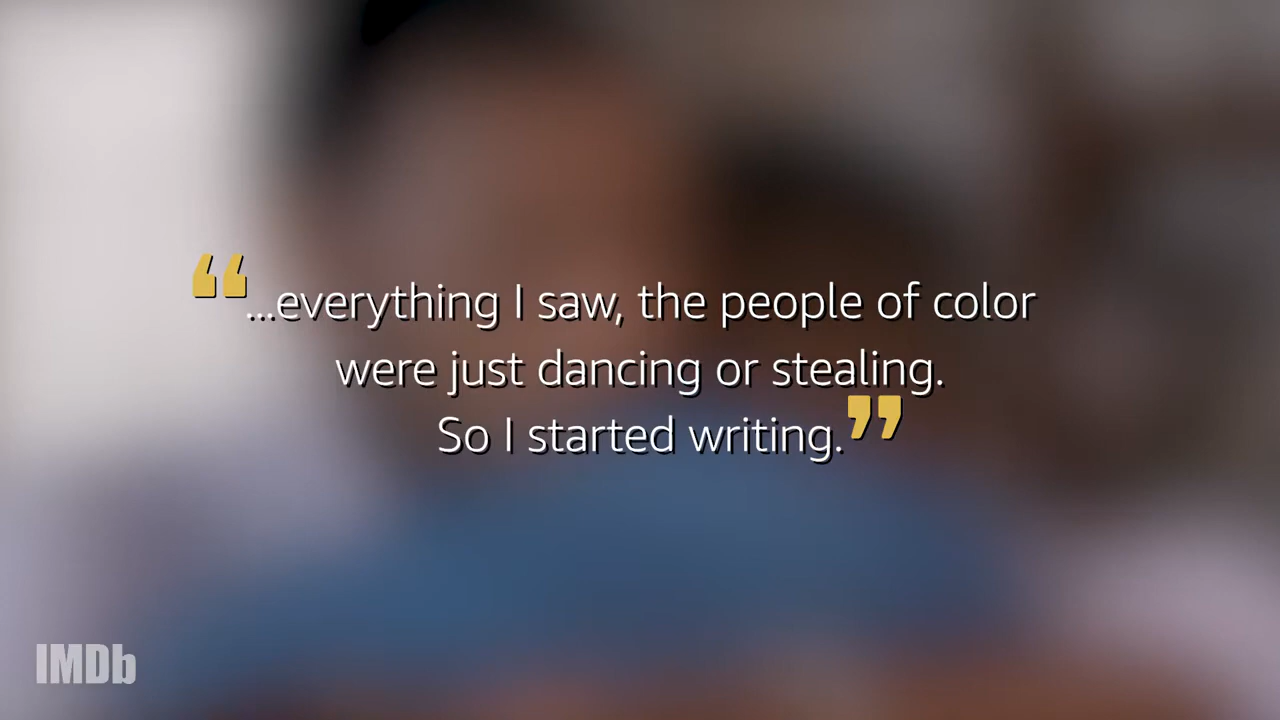 “...everything I saw, the people of color
were just dancing or stealing.
So I started writing.”
IMDb